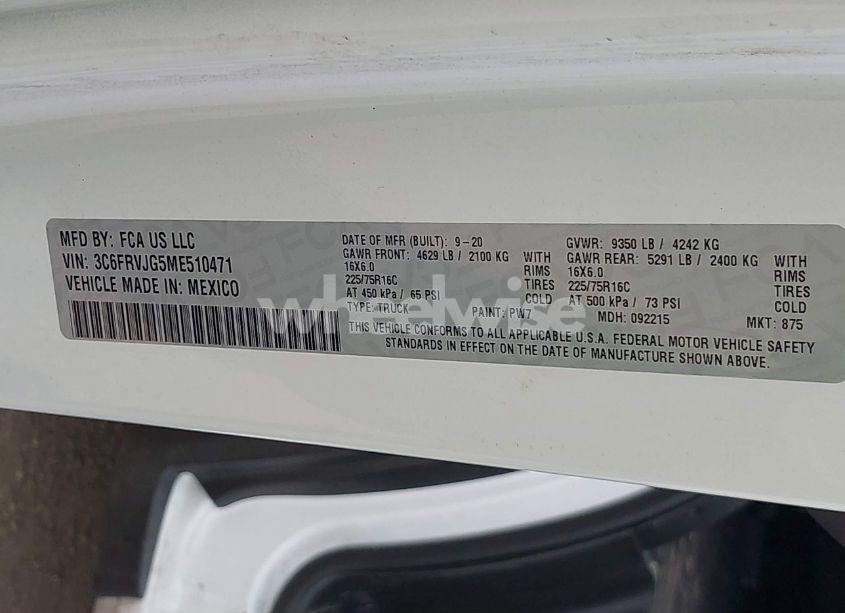 MFD BY: FCA US LLC
VIN: 3C6FRVJG5ME510471
VEHICLE MADE IN: MEXICO
DATE OF MFR (BUILT): 9-20
GAWR FRONT: 4629 LB / 2100 KG WITH
16X6.0 RIMS
225/75R16C TIRES
AT 450 kPa / 65 PSI COLD
GVWR: 9350 LB / 4242 KG
GAWR REAR: 5291 LB / 2400 KG WITH
16X6.0 RIMS
225/75R16C TIRES
AT 500 kPa / 73 PSI COLD
TYPE: TRUCK PAINT: PW7 MDH: 092215 MKT: 875
THIS VEHICLE CONFORMS TO ALL APPLICABLE U.S.A. FEDERAL MOTOR VEHICLE SAFETY
STANDARDS IN EFFECT ON THE DATE OF MANUFACTURE SHOWN ABOVE.
wheelwise